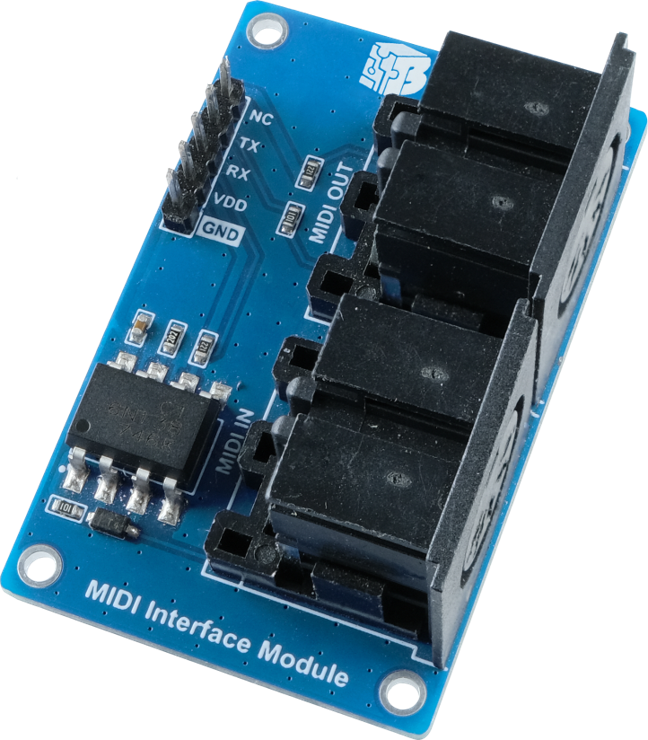 NC
TX
RX
VDD
GND
MIDI OUT
MIDI IN
MIDI Interface Module